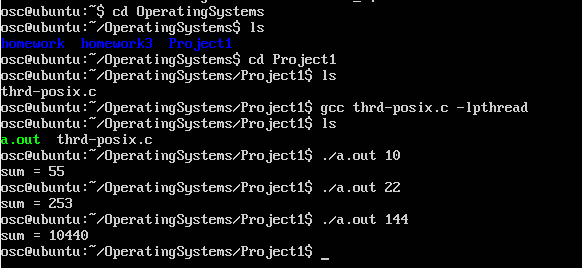 osc@ubuntu:~$ cd OperatingSystems
osc@ubuntu:~/OperatingSystems$ ls
homework  homework3  Project1
osc@ubuntu:~/OperatingSystems$ cd Project1
osc@ubuntu:~/OperatingSystems/Project1$ ls
thrd-posix.c
osc@ubuntu:~/OperatingSystems/Project1$ gcc thrd-posix.c -lpthread
osc@ubuntu:~/OperatingSystems/Project1$ ls
a.out  thrd-posix.c
osc@ubuntu:~/OperatingSystems/Project1$ ./a.out 10
sum = 55
osc@ubuntu:~/OperatingSystems/Project1$ ./a.out 22
sum = 253
osc@ubuntu:~/OperatingSystems/Project1$ ./a.out 144
sum = 10440
osc@ubuntu:~/OperatingSystems/Project1$ _